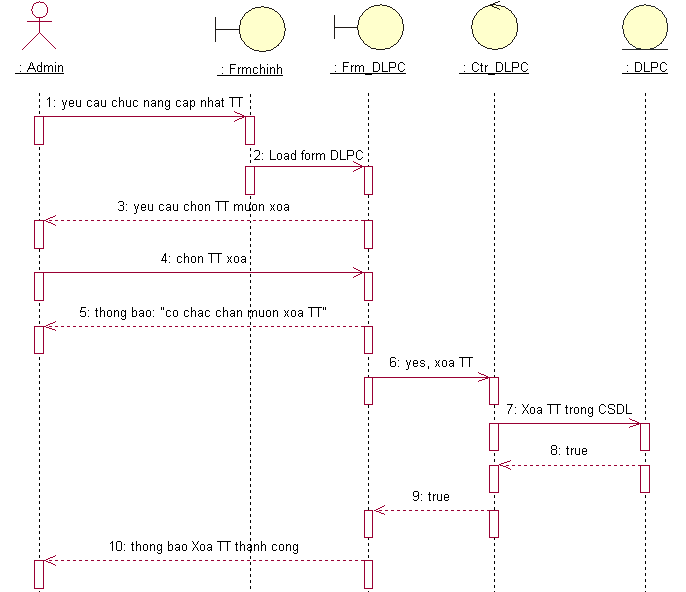 : Admin
: Frmchinh
: Frm_DLPC
: Ctr_DLPC
: DLPC
1: yeu cau chuc nang cap nhat TT
2: Load form DLPC
3: yeu cau chon TT muon xoa
4: chon TT xoa
5: thong bao: "co chac chan muon xoa TT"
6: yes, xoa TT
7: Xoa TT trong CSDL
8: true
9: true
10: thong bao Xoa TT thanh cong